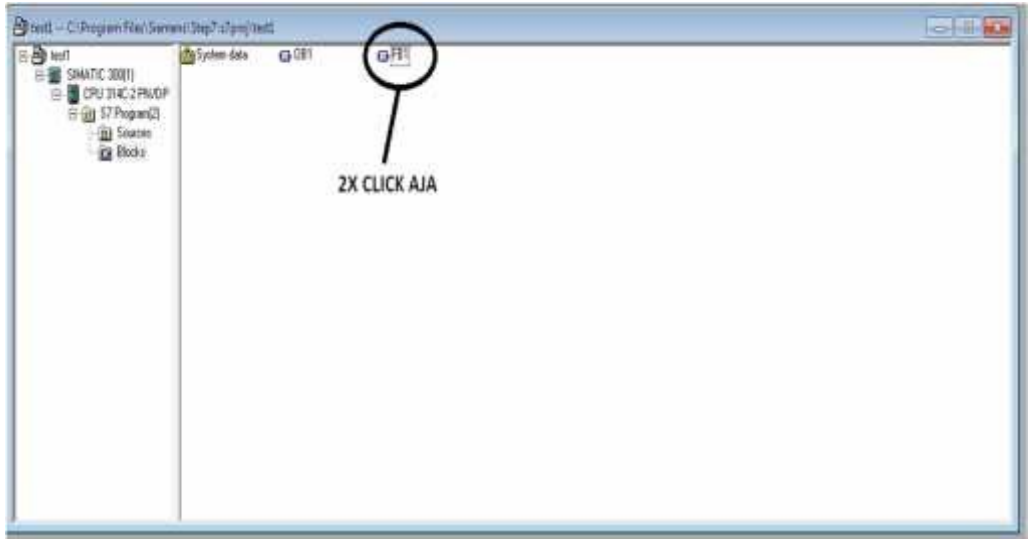 test1 -- C:\Program Files\Siemens\Step7\s7proj\test1
test1
SIMATIC 300(1)
CPU 314C-2 PN/DP
S7 Program(2)
Sources
Blocks
System data
OB1
FB1
2X CLICK AJA